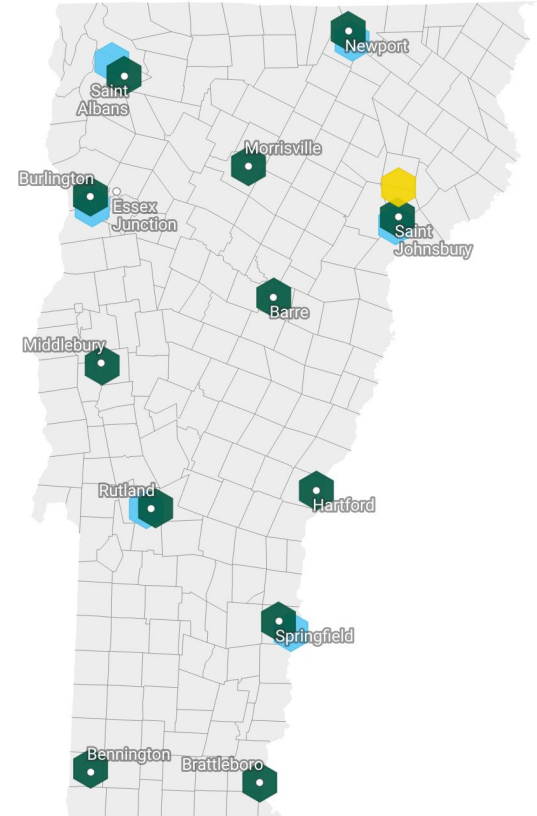 Newport
Saint
Albans
Morrisville
Burlington
Essex
Junction
Saint
Johnsbury
Barre
Middlebury
Rutland
Hartford
Springfield
Bennington
Brattleboro